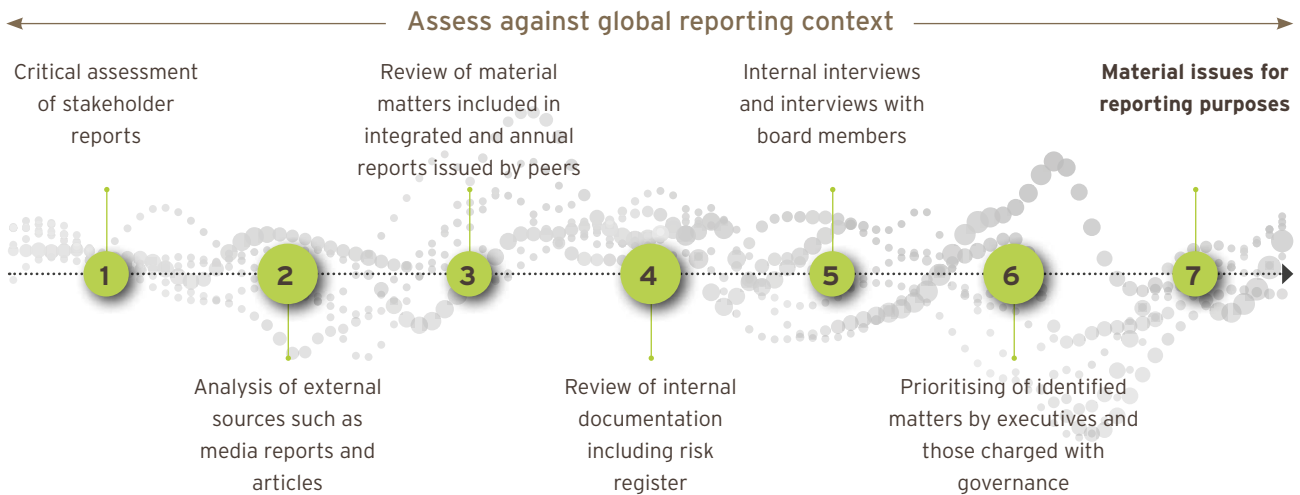 Assess against global reporting context
Critical assessment
of stakeholder
reports
Review of material
matters included in
integrated and annual
reports issued by peers
Internal interviews
and interviews with
board members
Material issues for
reporting purposes
1
2
3
4
5
6
7
Analysis of external
sources such as
media reports and
articles
Review of internal
documentation
including risk
register
Prioritising of identified
matters by executives and
those charged with
governance